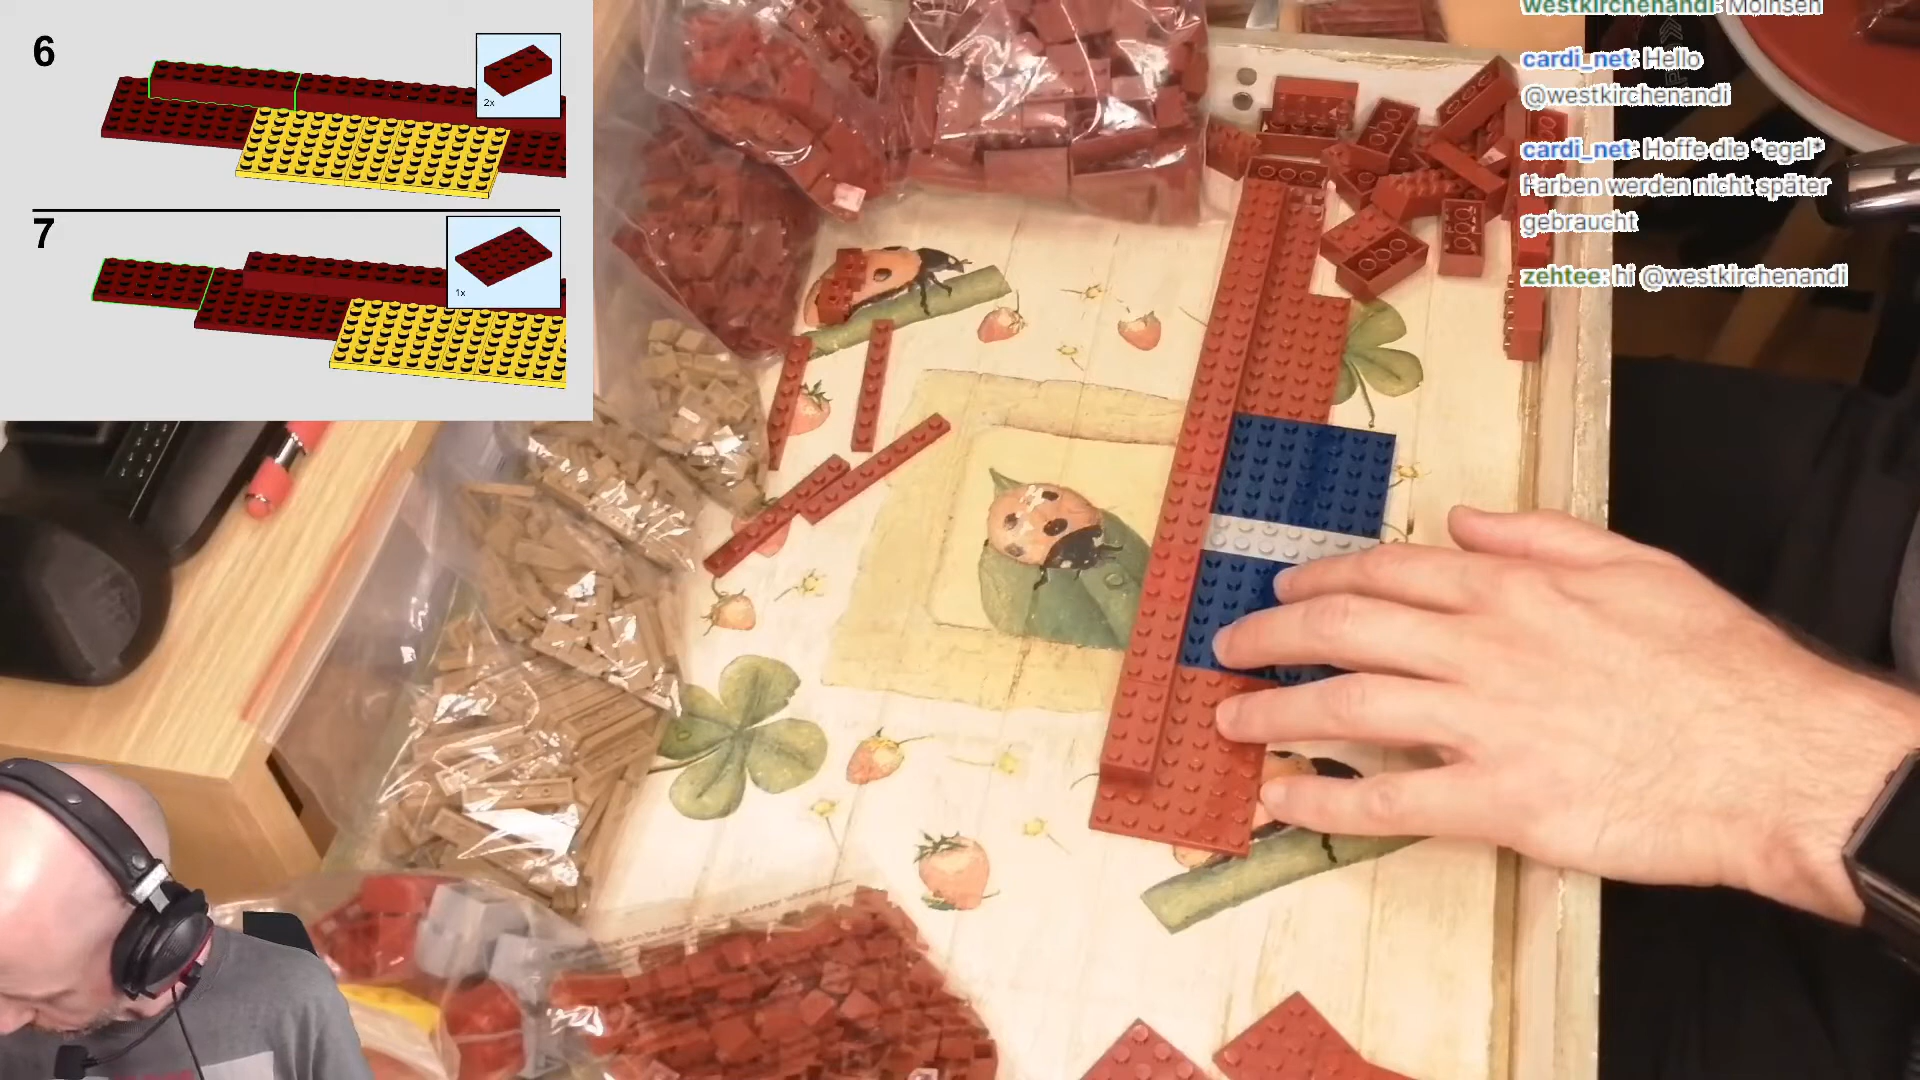 6
2x
7
1x
westkirchenandi: Moinsen
cardi_net: Hello
@westkirchenandi
cardi_net: Hoffe die *egal*
Farben werden nicht später
gebraucht
zehtee: hi @westkirchenandi